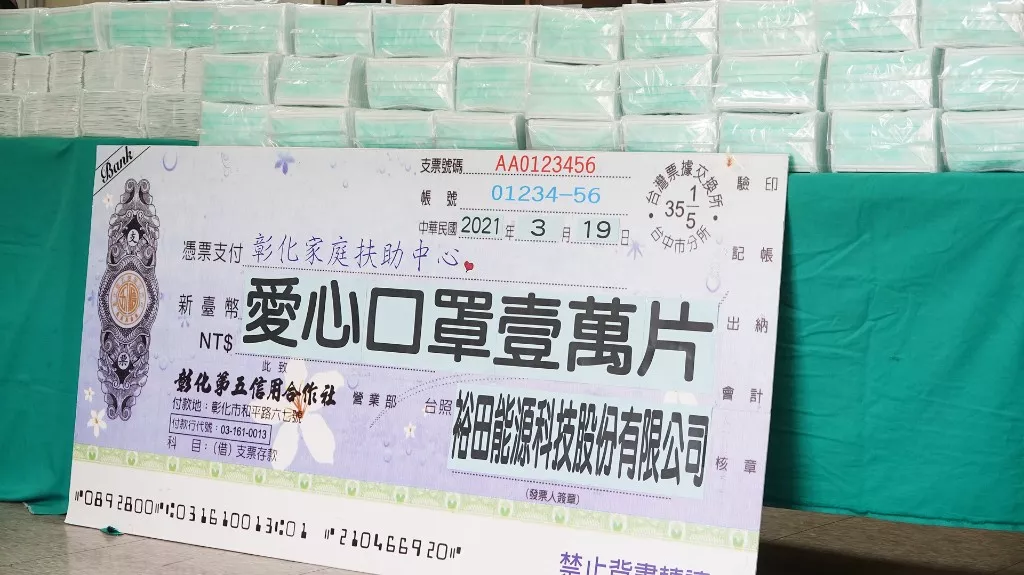 Bank
支票號碼 AA0123456
帳號 01234-56
中華民國 2021 年 3 月 19 日
台灣票據交換所
1
35
5
台中市分所
驗印
憑票支付 彰化家庭扶助中心
記帳
新臺幣
NT$ 愛心口罩壹萬片
出納
此致
彰化第五信用合作社 營業部 台照
會計
付款地：彰化市和平路六七號
付款行代號：03-161-0013
裕田能源科技股份有限公司
科 目：(借)支票存款
核章
(發票人簽章)
⑈0892800⑈⑆031610013⑆01 ⑈210466920⑈
禁止背書轉讓
支
票